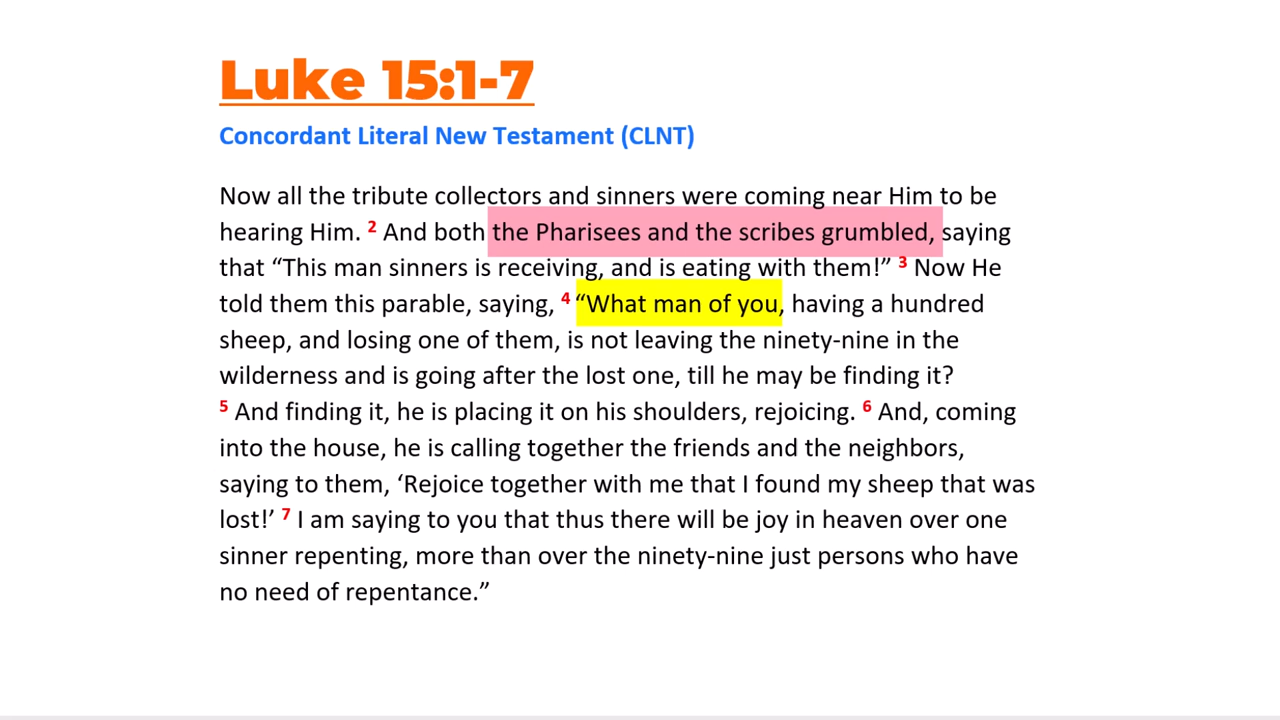 Luke 15:1-7
Concordant Literal New Testament (CLNT)
Now all the tribute collectors and sinners were coming near Him to be
hearing Him. 2 And both the Pharisees and the scribes grumbled, saying
that “This man sinners is receiving, and is eating with them!” 3 Now He
told them this parable, saying, 4 “What man of you, having a hundred
sheep, and losing one of them, is not leaving the ninety-nine in the
wilderness and is going after the lost one, till he may be finding it?
5 And finding it, he is placing it on his shoulders, rejoicing. 6 And, coming
into the house, he is calling together the friends and the neighbors,
saying to them, ‘Rejoice together with me that I found my sheep that was
lost!’ 7 I am saying to you that thus there will be joy in heaven over one
sinner repenting, more than over the ninety-nine just persons who have
no need of repentance.”